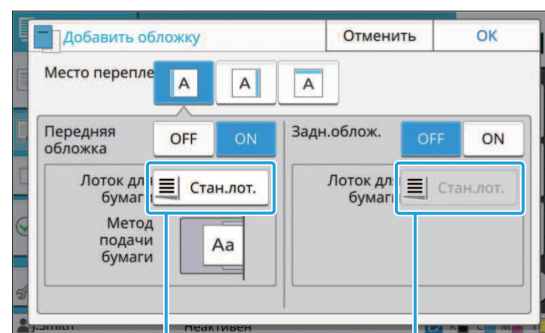 Добавить обложку
Отменить
OK
Место перепле
A
A
A
Передняя
обложка
OFF
ON
Задн.облож.
OFF
ON
Лоток для
бумаги
Стан.лот.
Лоток для
бумаги
Стан.лот.
Метод
подачи
бумаги
Aa
J.Smith
Неактивен